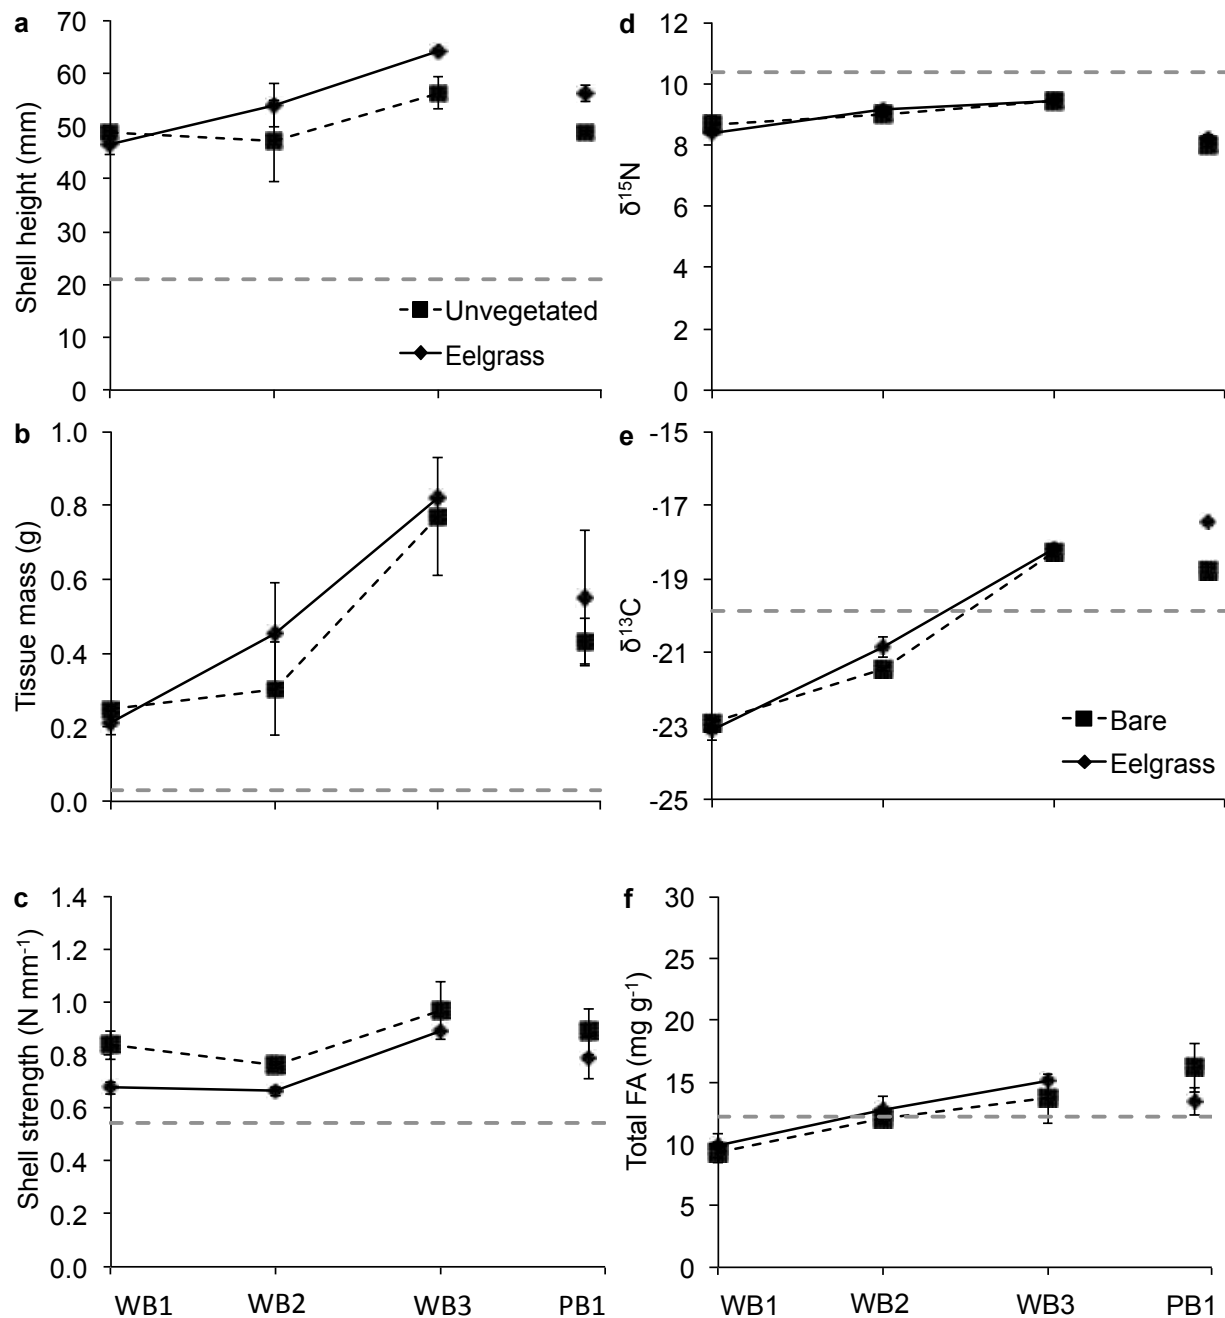 a
Shell height (mm)
70
60
50
40
30
20
10
0
Unvegetated
Eelgrass
d
δ¹⁵N
12
10
8
6
4
2
0
b
Tissue mass (g)
1.0
0.8
0.6
0.4
0.2
0.0
e
δ¹³C
-15
-17
-19
-21
-23
-25
Bare
Eelgrass
c
Shell strength (N mm⁻¹)
1.4
1.2
1.0
0.8
0.6
0.4
0.2
0.0
WB1 WB2 WB3 PB1
f
Total FA (mg g⁻¹)
30
25
20
15
10
5
0
WB1 WB2 WB3 PB1